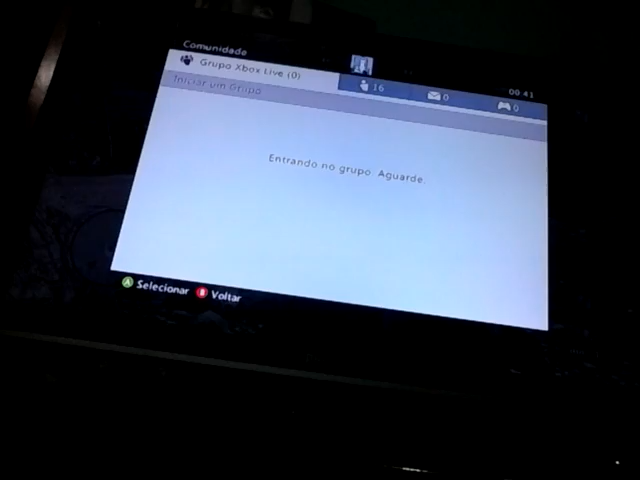 Comunidade
Grupo Xbox Live (0)
16
0
00 41
0
Iniciar um Grupo
Entrando no grupo. Aguarde.
A Selecionar B Voltar